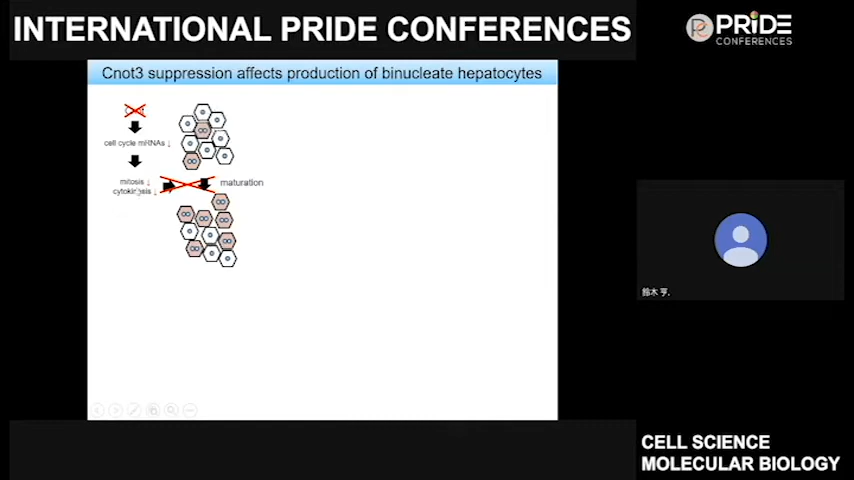 INTERNATIONAL PRIDE CONFERENCES
PRIDE
CONFERENCES
Cnot3 suppression affects production of binucleate hepatocytes
cell cycle mRNAs ↓
mitosis ↓
cytokinesis ↓
maturation
鈴木 亨.
CELL SCIENCE
MOLECULAR BIOLOGY